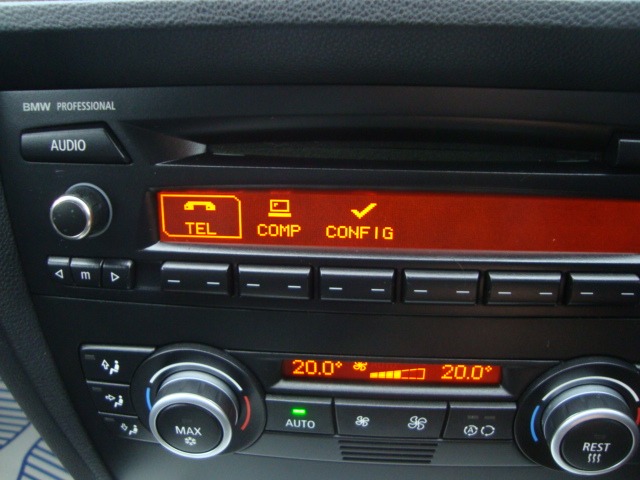 BMW PROFESSIONAL
AUDIO
TEL COMP CONFIG
m
20.0° 20.0°
MAX
AUTO
A
REST